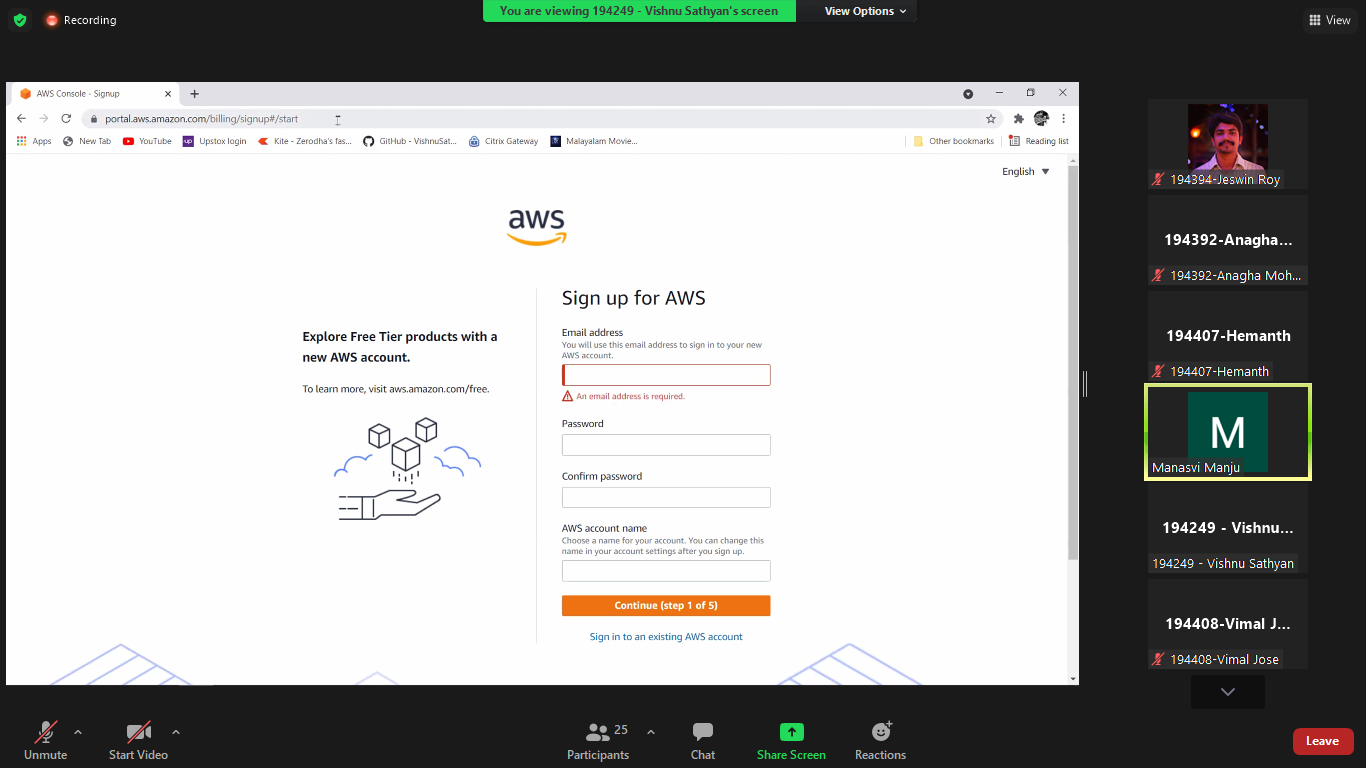 Recording
You are viewing 194249 - Vishnu Sathyan's screen
View Options
View
AWS Console - Signup
portal.aws.amazon.com/billing/signup#/start
Apps
New Tab
YouTube
up
Upstox login
Kite - Zerodha's fas...
GitHub - VishnuSat...
Citrix Gateway
Malayalam Movie...
Other bookmarks
Reading list
English
aws
Explore Free Tier products with a
new AWS account.
To learn more, visit aws.amazon.com/free.
Sign up for AWS
Email address
You will use this email address to sign in to your new
AWS account.
An email address is required.
Password
Confirm password
AWS account name
Choose a name for your account. You can change this
name in your account settings after you sign up.
Continue (step 1 of 5)
Sign in to an existing AWS account
194394-Jeswin Roy
194392-Anagha...
194392-Anagha Moh...
194407-Hemanth
194407-Hemanth
M
Manasvi Manju
194249 - Vishnu...
194249 - Vishnu Sathyan
194408-Vimal J...
194408-Vimal Jose
Unmute
Start Video
25
Participants
Chat
Share Screen
Reactions
Leave